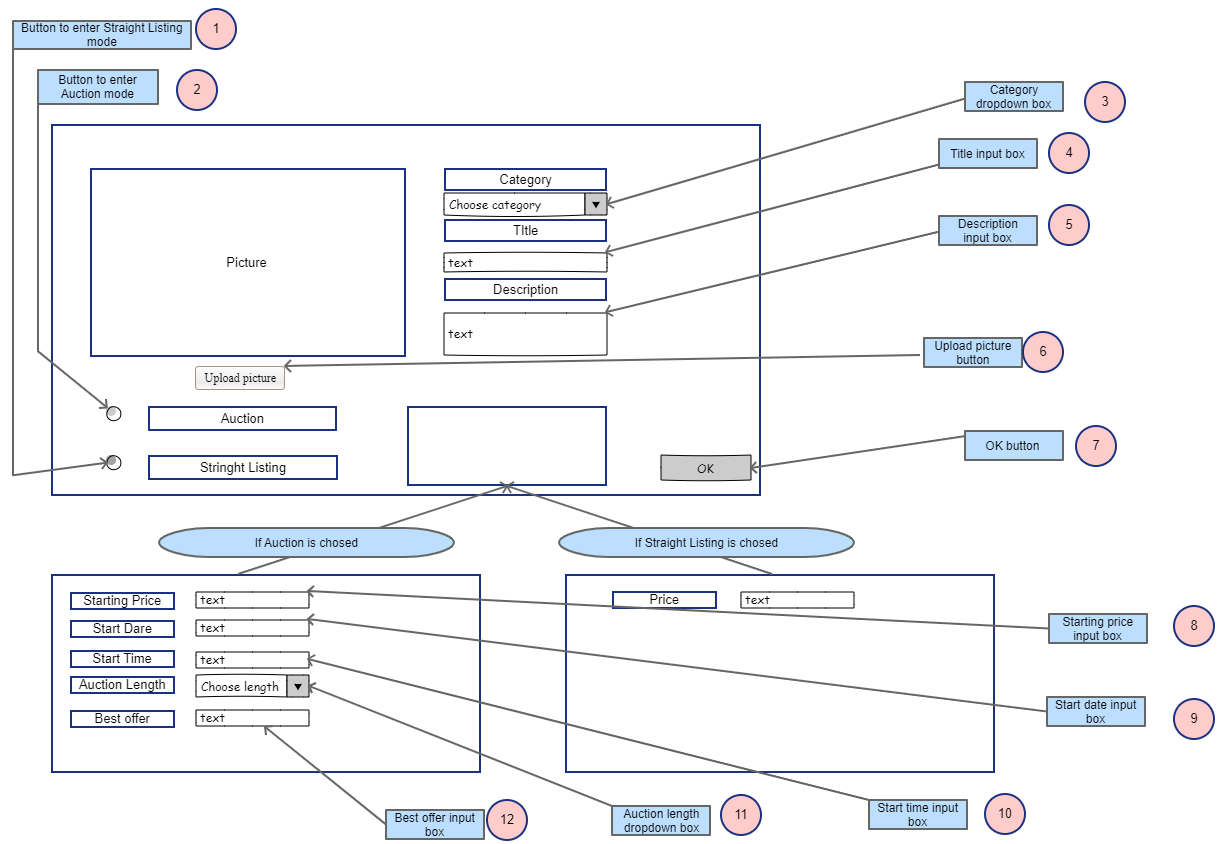 Button to enter Straight Listing
mode
1
Button to enter
Auction mode
2
Category
dropdown box
3
Title input box
4
Description
input box
5
Picture
Category
Choose category
TItle
text
Description
text
Upload picture
button
6
Upload picture
Auction
Stringht Listing
OK
OK button
7
If Auction is chosed
If Straight Listing is chosed
Starting Price
text
Start Dare
text
Start Time
text
Auction Length
Choose length
Best offer
text
Price
text
Starting price
input box
8
Start date input
box
9
Start time input
box
10
Auction length
dropdown box
11
Best offer input
box
12